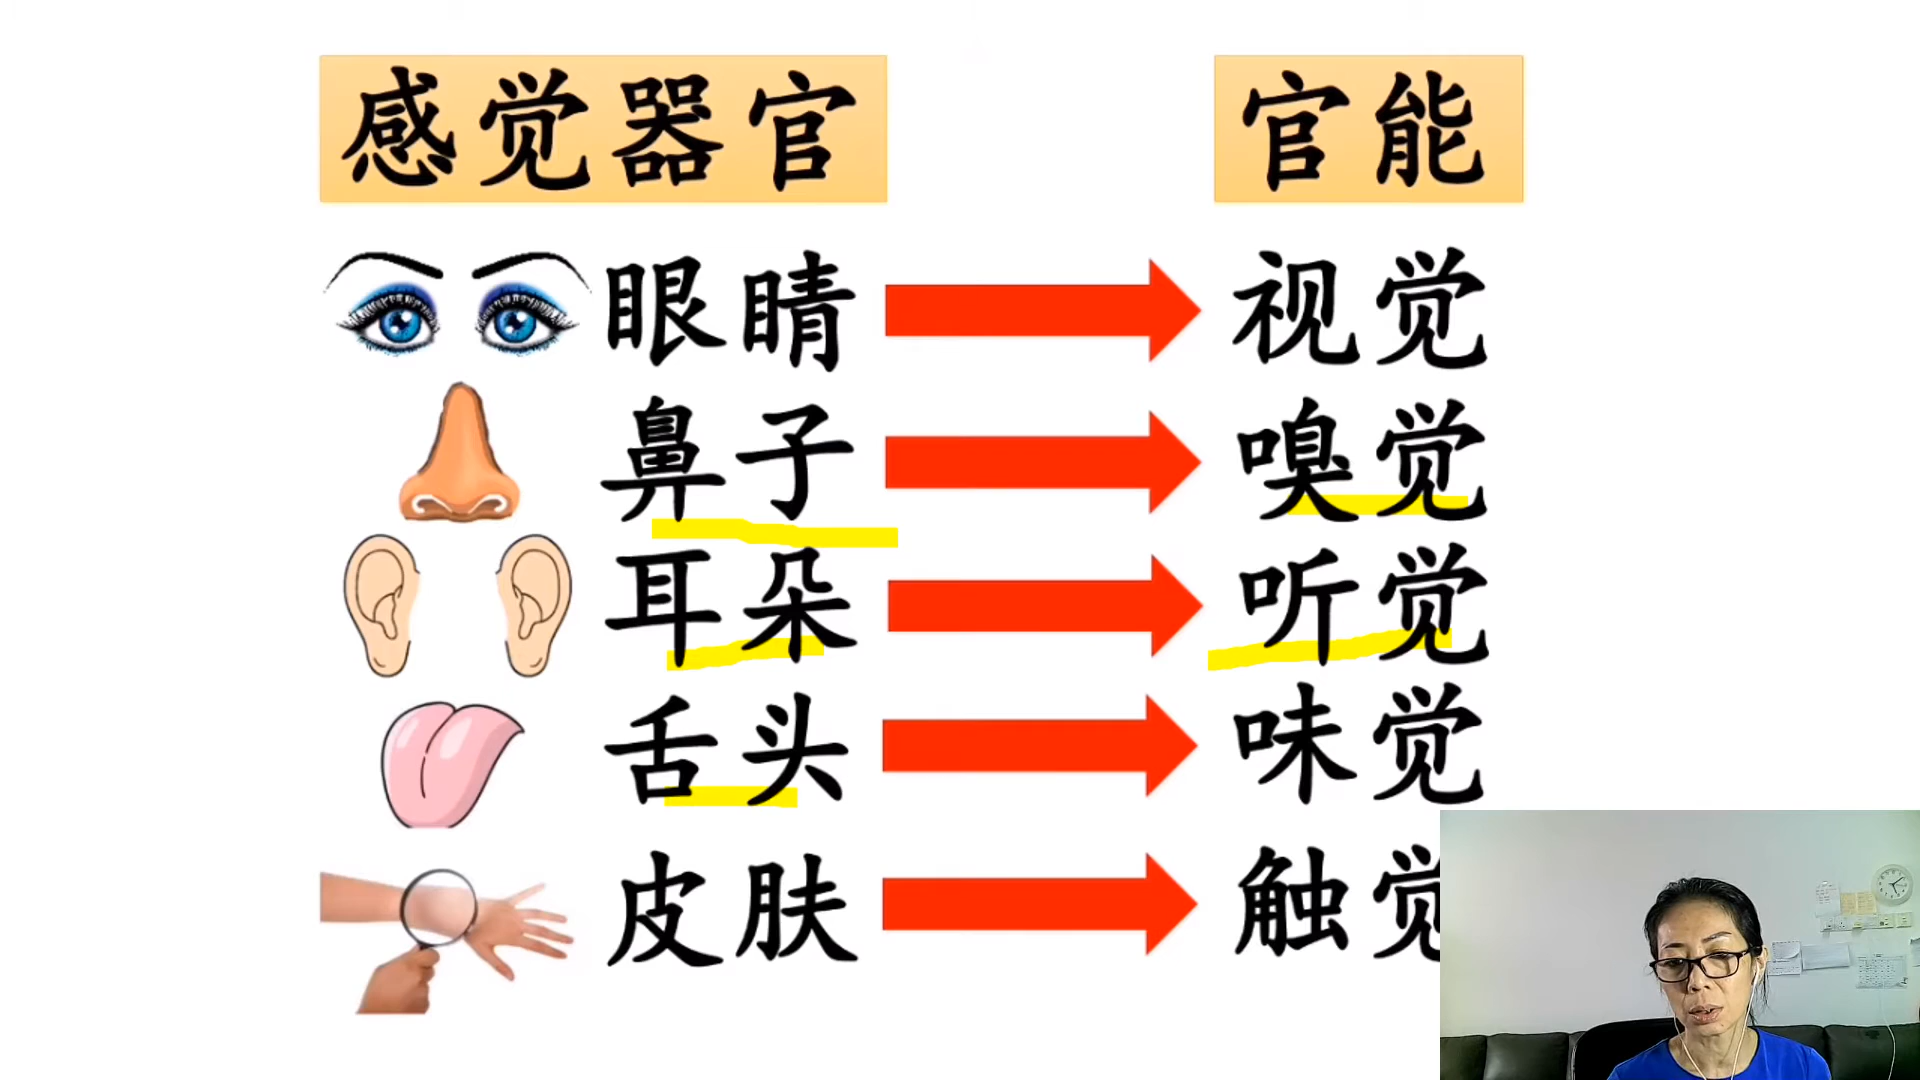 感觉器官 官能
眼睛 视觉
鼻子 嗅觉
耳朵 听觉
舌头 味觉
皮肤 触觉